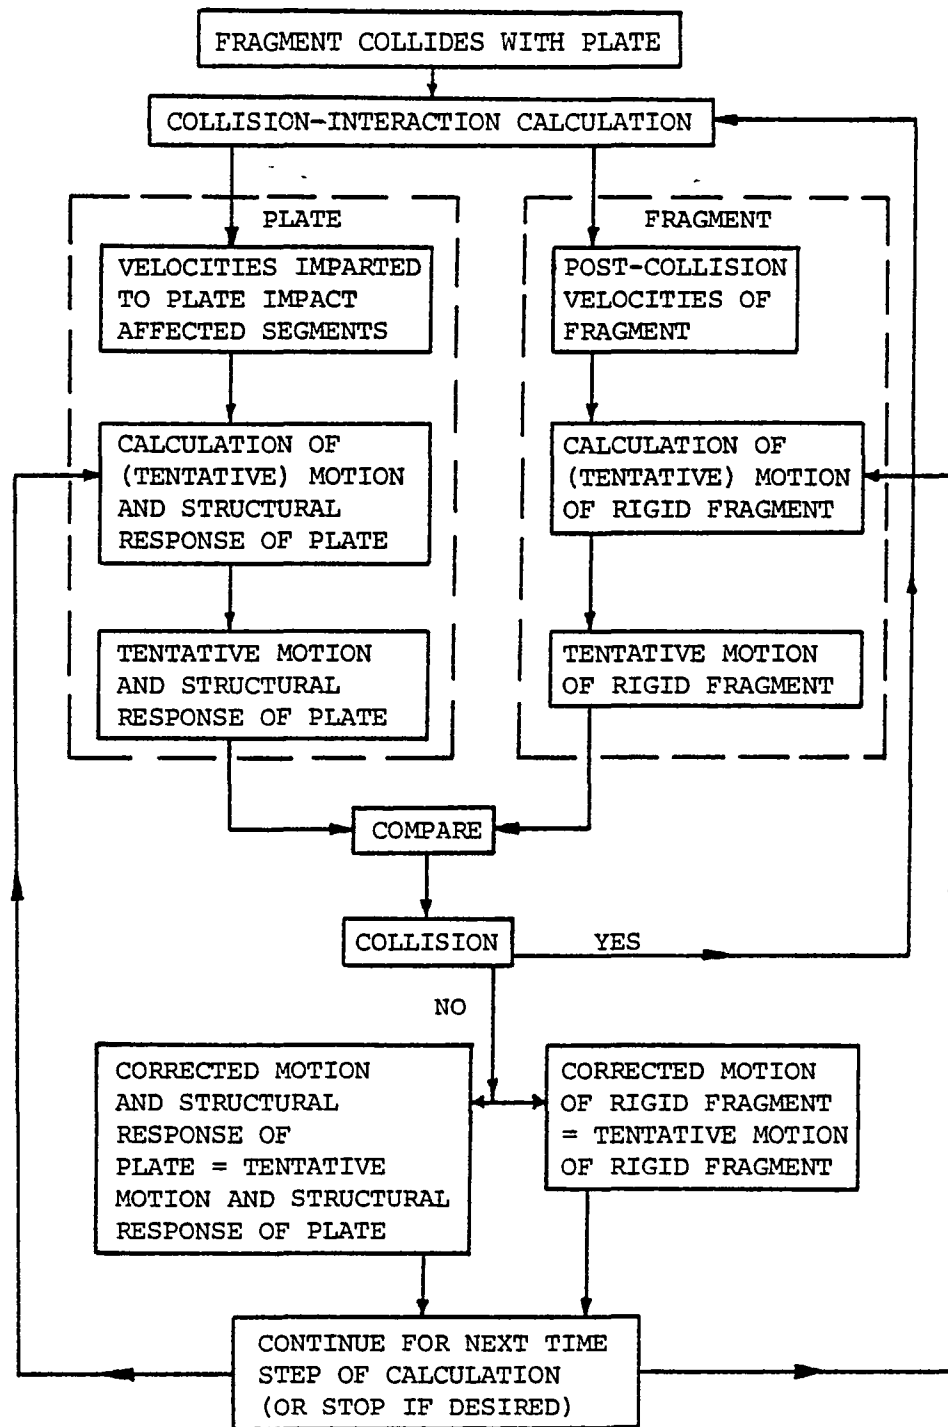 FRAGMENT COLLIDES WITH PLATE
COLLISION-INTERACTION CALCULATION
PLATE
VELOCITIES IMPARTED
TO PLATE IMPACT
AFFECTED SEGMENTS
CALCULATION OF
(TENTATIVE) MOTION
AND STRUCTURAL
RESPONSE OF PLATE
TENTATIVE MOTION
AND STRUCTURAL
RESPONSE OF PLATE
FRAGMENT
POST-COLLISION
VELOCITIES OF
FRAGMENT
CALCULATION OF
(TENTATIVE) MOTION
OF RIGID FRAGMENT
TENTATIVE MOTION
OF RIGID FRAGMENT
COMPARE
COLLISION
YES
NO
CORRECTED MOTION
AND STRUCTURAL
RESPONSE OF
PLATE = TENTATIVE
MOTION AND STRUCTURAL
RESPONSE OF PLATE
CORRECTED MOTION
OF RIGID FRAGMENT
= TENTATIVE MOTION
OF RIGID FRAGMENT
CONTINUE FOR NEXT TIME
STEP OF CALCULATION
(OR STOP IF DESIRED)